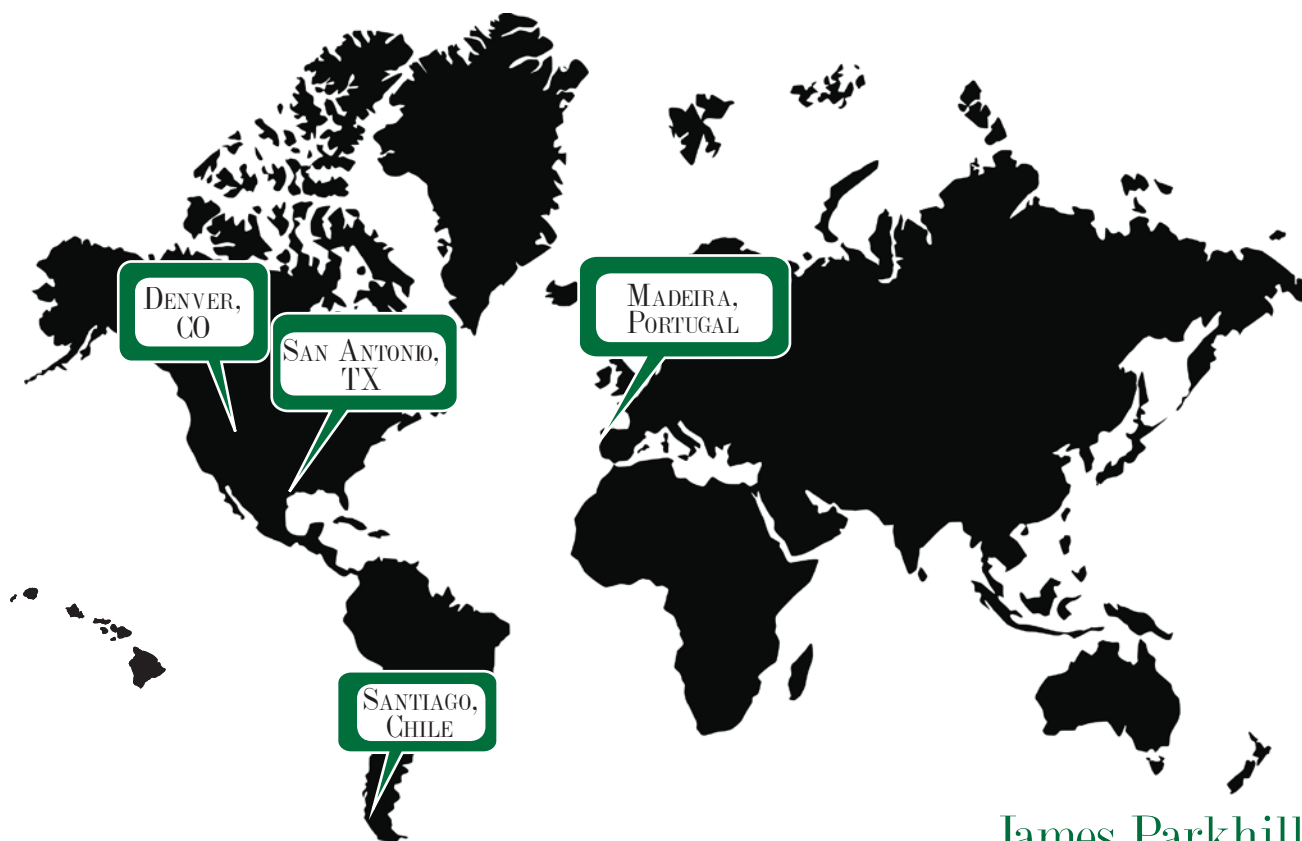 Denver,
CO
San Antonio,
TX
Madeira,
Portugal
Santiago,
Chile
James Parkhill